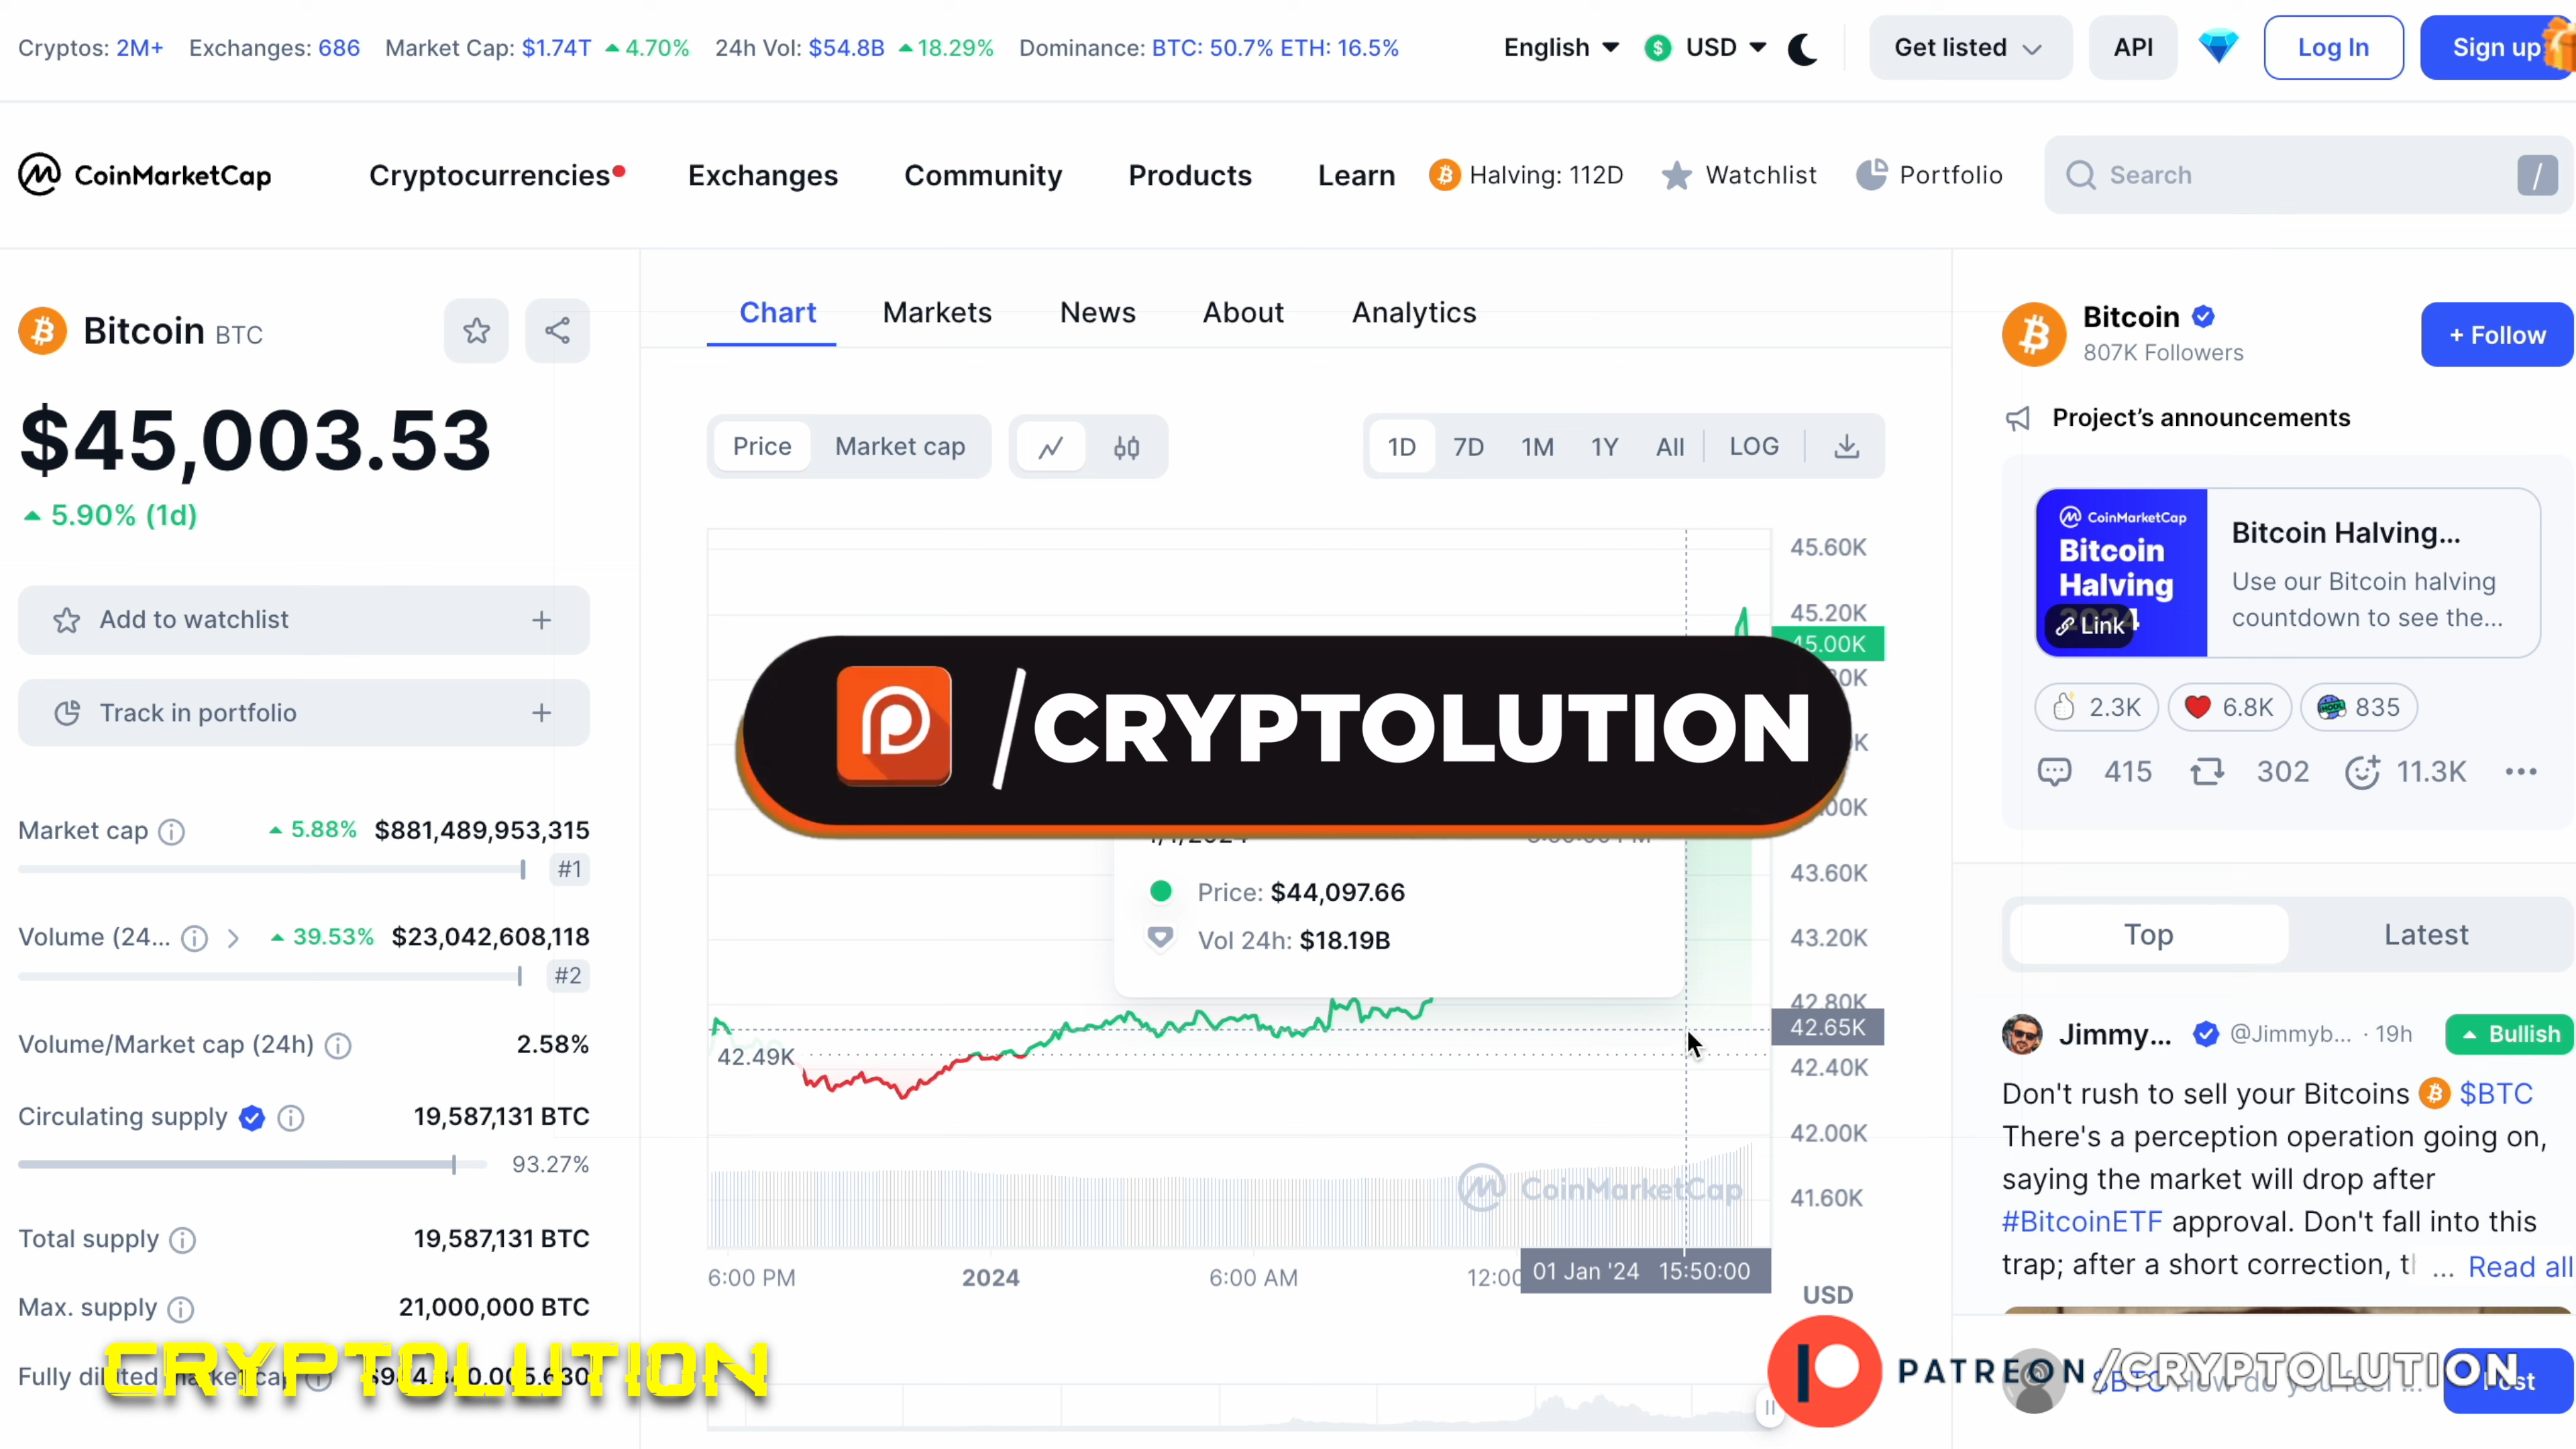 Cryptos: 2M+ Exchanges: 686 Market Cap: $1.74T 4.70% 24h Vol: $54.8B 18.29% Dominance: BTC: 50.7% ETH: 16.5% English USD Get listed API Log In Sign up
CoinMarketCap Cryptocurrencies Exchanges Community Products Learn Halving: 112D Watchlist Portfolio Search /
Bitcoin BTC
$45,003.53
5.90% (1d)
Add to watchlist +
Track in portfolio +
Market cap 5.88% $881,489,953,315
#1
Volume (24... 39.53% $23,042,608,118
#2
Volume/Market cap (24h) 2.58%
Circulating supply 19,587,131 BTC
93.27%
Total supply 19,587,131 BTC
Max. supply 21,000,000 BTC
Fully
CRYPTOLUTION
Chart Markets News About Analytics
Price Market cap 1D 7D 1M 1Y All LOG
45.60K
45.20K
45.00K
/CRYPTOLUTION
Price: $44,097.66
Vol 24h: $18.19B
43.60K
43.20K
42.80K
42.65K
42.49K
42.40K
42.00K
41.60K
CoinMarketCap
6:00 PM 2024 6:00 AM 01 Jan '24 15:50:00
USD
PATREON/CRYPTOLUTION
Bitcoin
807K Followers
+ Follow
Project's announcements
CoinMarketCap
Bitcoin
Halving
Link
Bitcoin Halving...
Use our Bitcoin halving
countdown to see the...
2.3K 6.8K 835
415 302 11.3K
Top Latest
Jimmy... @Jimmyb... · 19h Bullish
Don't rush to sell your Bitcoins $BTC
There's a perception operation going on,
saying the market will drop after
#BitcoinETF approval. Don't fall into this
trap; after a short correction, ... Read all
$BTC How do you feel ...